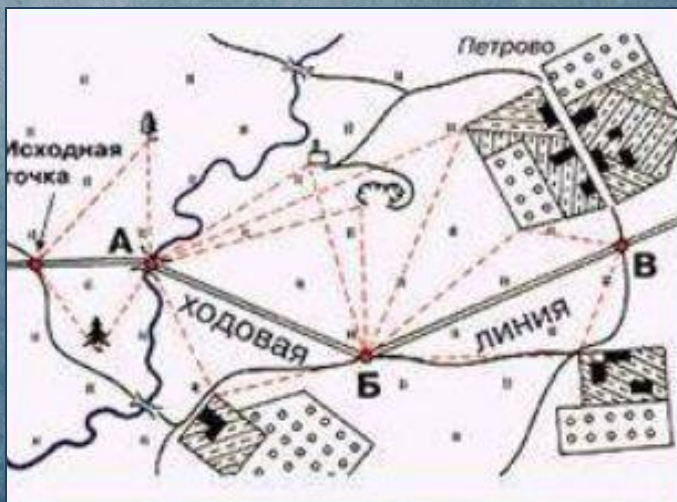 Петрово
Исходная
точка
А
В
ХОДОВАЯ
ЛИНИЯ
Б